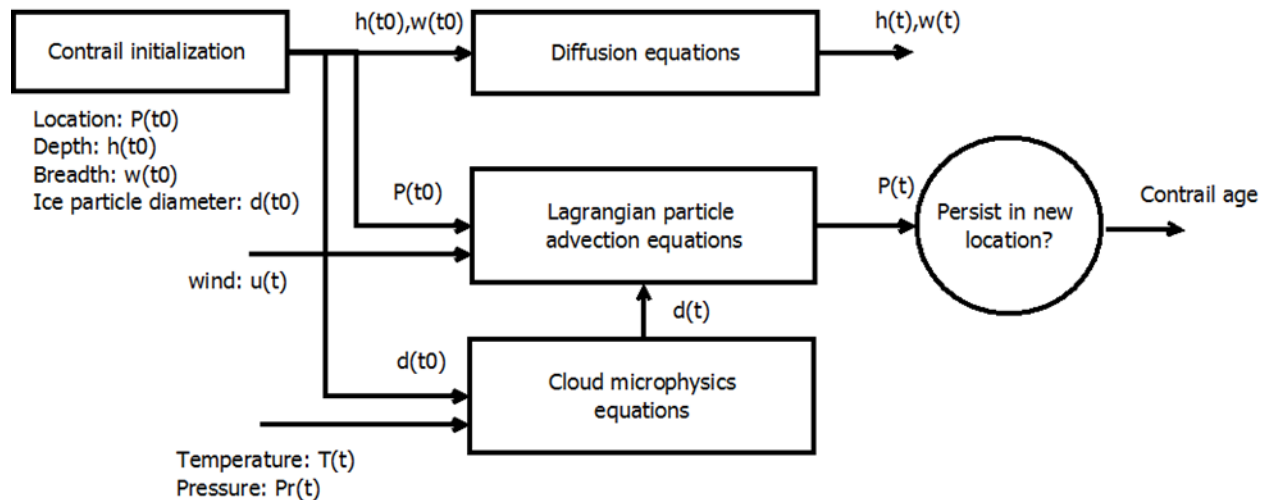 h(t0),w(t0)
h(t),w(t)
Contrail initialization
Diffusion equations
Location: P(t0)
Depth: h(t0)
Breadth: w(t0)
Ice particle diameter: d(t0)
P(t0)
Lagrangian particle
advection equations
P(t)
Persist in new
location?
Contrail age
wind: u(t)
d(t)
d(t0)
Cloud microphysics
equations
Temperature: T(t)
Pressure: Pr(t)